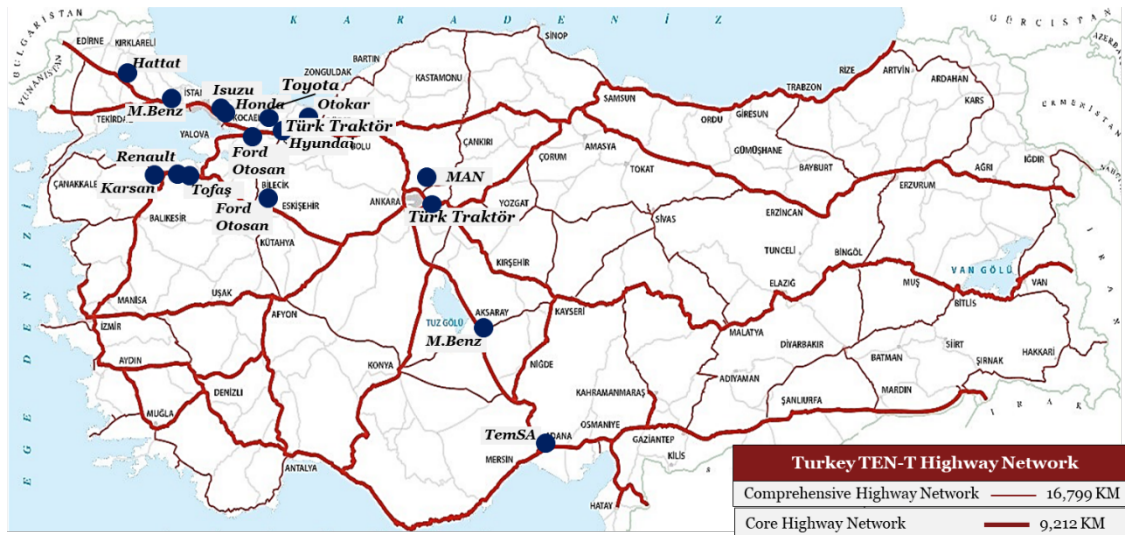 K A R A D E N İ Z
BULGARİSTAN
GÜRCİSTAN
YUNANİSTAN
EDİRNE
KIRKLARELİ
SİNOP
BARTIN
ZONGULDAK
KASTAMONU
ARTVİN
ARDAHAN
RİZE
TRABZON
KARS
Hattat
Isuzu
Toyota
Honda
Otokar
M.Benz
TEKİRDA
KOCAEL
Türk Traktör
Hyundai
YALOVA
BOLU
ÇANKIRI
SAMSUN
ORDU
GİRESUN
AMASYA
ÇORUM
TOKAT
GÜMÜŞHANE
BAYBURT
AĞRI
IĞDIR
ERZURUM
Renault
Karsan
Tofaş
Ford
Otosan
BİLECİK
Ford
Otosan
ESKİŞEHİR
ÇANAKKALE
BALIKESİR
KÜTAHYA
MAN
ANKARA
Türk Traktör
YOZGAT
SİVAS
ERZİNCAN
TUNCELİ
BİNGÖL
KIRŞEHİR
VAN GÖLÜ
MUŞ
BİTLİS
VAN
ELAZIĞ
MANİSA
UŞAK
AFYON
İZMİR
TUZ GÖLÜ
AKSARAY
M.Benz
KAYSERİ
MALATYA
DİYARBAKIR
BATMAN
SİİRT
ŞIRNAK
HAKKARİ
MARDİN
AYDIN
DENİZLİ
KONYA
NİĞDE
ADIYAMAN
KAHRAMANMARAŞ
ŞANLIURFA
MUĞLA
ANTALYA
TemSA
ADANA
OSMANİYE
MERSİN
GAZİANTEP
KİLİS
HATAY
İ R A N
I R A K
E G E D E N İ Z İ
Turkey TEN-T Highway Network
Comprehensive Highway Network 16,799 KM
Core Highway Network 9,212 KM